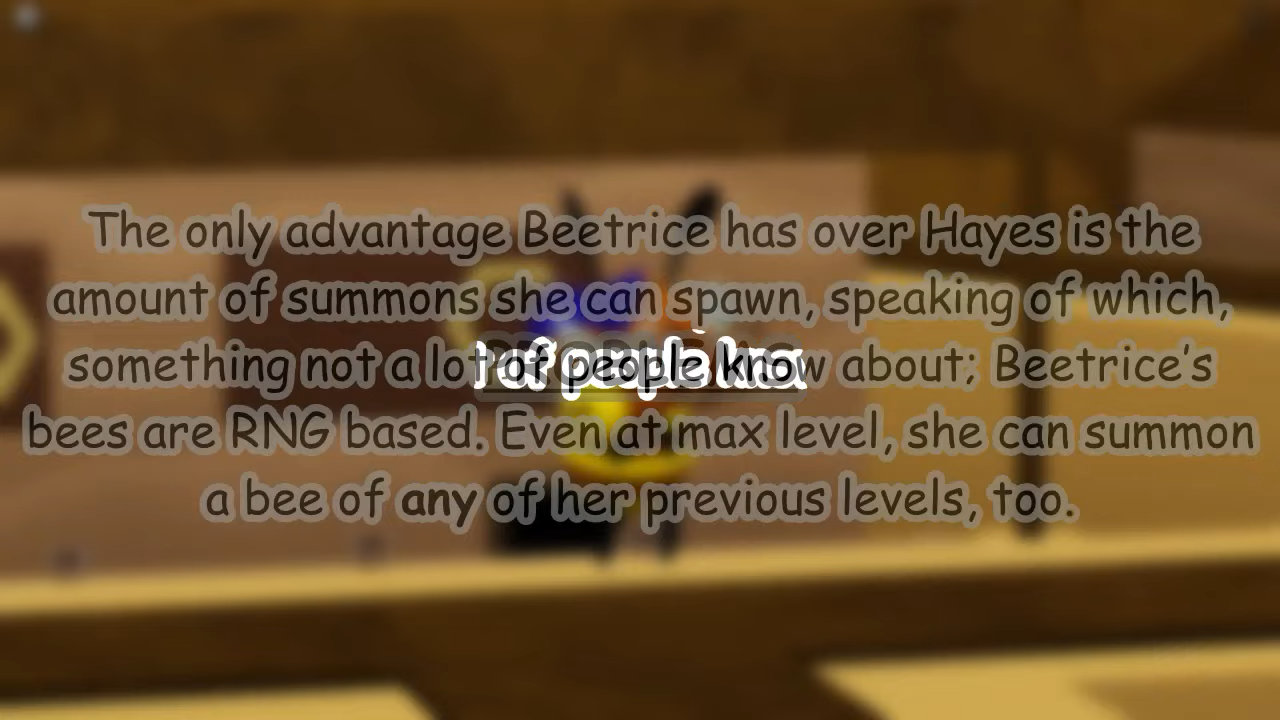 The only advantage Beetrice has over Hayes is the
amount of summons she can spawn, speaking of which,
something not a lot of people know about; Beetrice’s
bees are RNG based. Even at max level, she can summon
a bee of any of her previous levels, too.